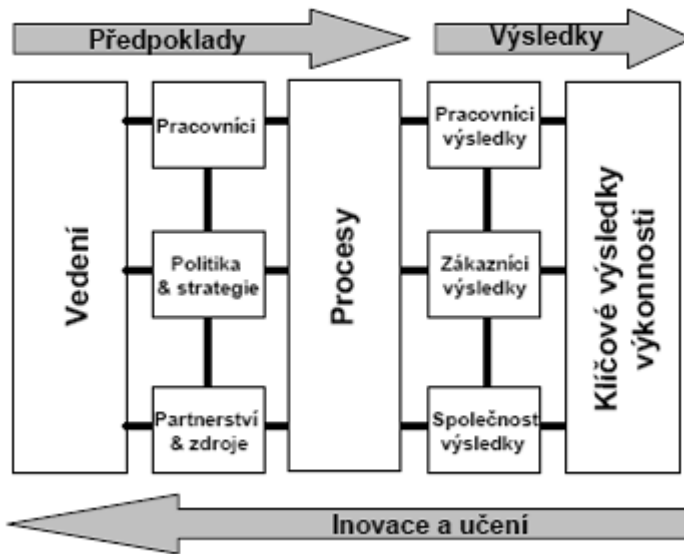 Předpoklady
Výsledky
Vedení
Pracovníci
Politika
& strategie
Partnerství
& zdroje
Procesy
Pracovníci
výsledky
Zákazníci
výsledky
Společnost
výsledky
Klíčové výsledky
výkonnosti
Inovace a učení